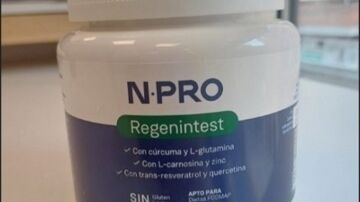 N·PRO
Regenintest
✓ Con cúrcuma y L-glutamina
✓ Con L-carnosina y zinc
✓ Con trans-resveratrol y quercetina
SIN Gluten
APTO PARA
Dietas FODMAP